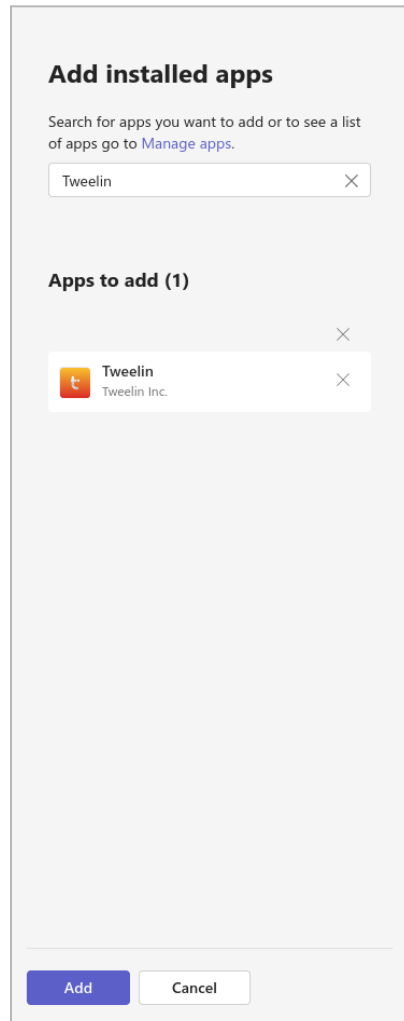 Add installed apps
Search for apps you want to add or to see a list
of apps go to Manage apps.
Tweelin
Apps to add (1)
t
Tweelin
Tweelin Inc.
Add
Cancel